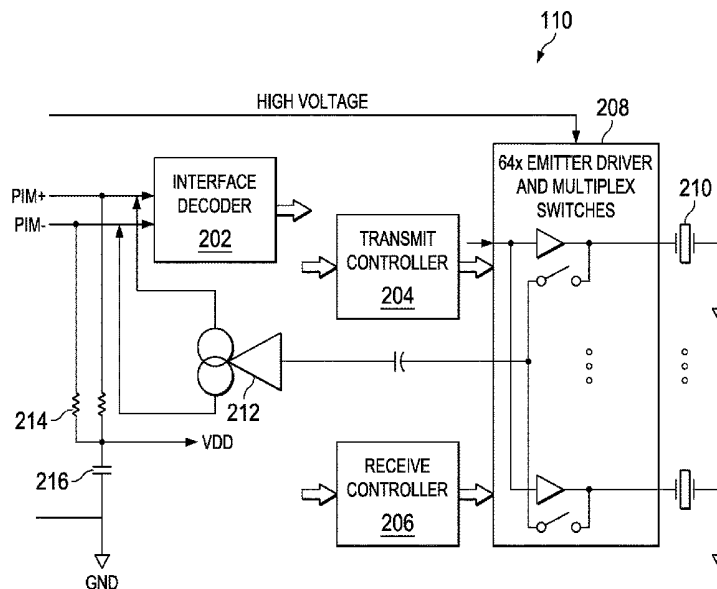 110
HIGH VOLTAGE
208
64x EMITTER DRIVER
AND MULTIPLEX
SWITCHES
210
PIM+
PIM-
INTERFACE
DECODER
202
TRANSMIT
CONTROLLER
204
212
214
VDD
216
RECEIVE
CONTROLLER
206
GND